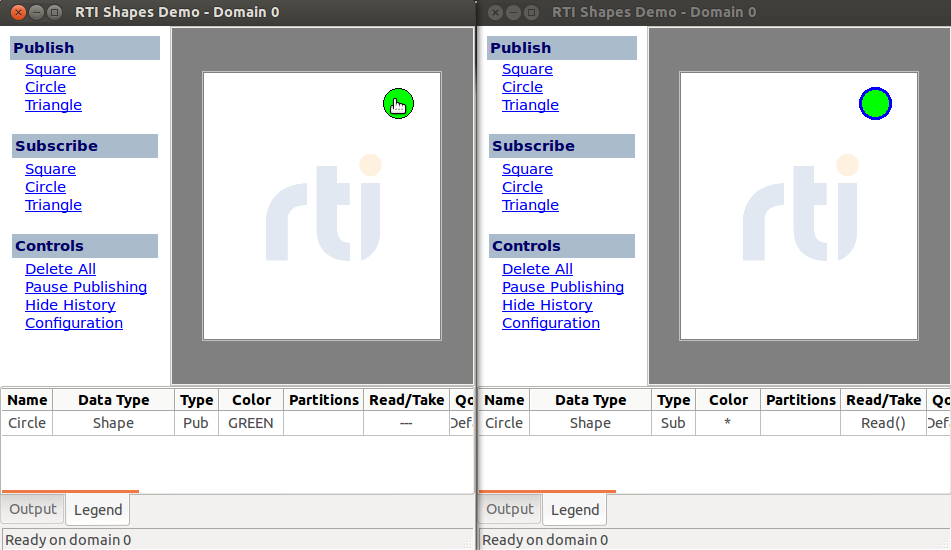 RTI Shapes Demo - Domain 0
Publish
Square
Circle
Triangle
Subscribe
Square
Circle
Triangle
Controls
Delete All
Pause Publishing
Hide History
Configuration
rti
Name Data Type Type Color Partitions Read/Take Qo
Circle Shape Pub GREEN --- Def
Output Legend
Ready on domain 0
RTI Shapes Demo - Domain 0
Publish
Square
Circle
Triangle
Subscribe
Square
Circle
Triangle
Controls
Delete All
Pause Publishing
Hide History
Configuration
rti
Name Data Type Type Color Partitions Read/Take Qo
Circle Shape Sub * Read() Def
Output Legend
Ready on domain 0